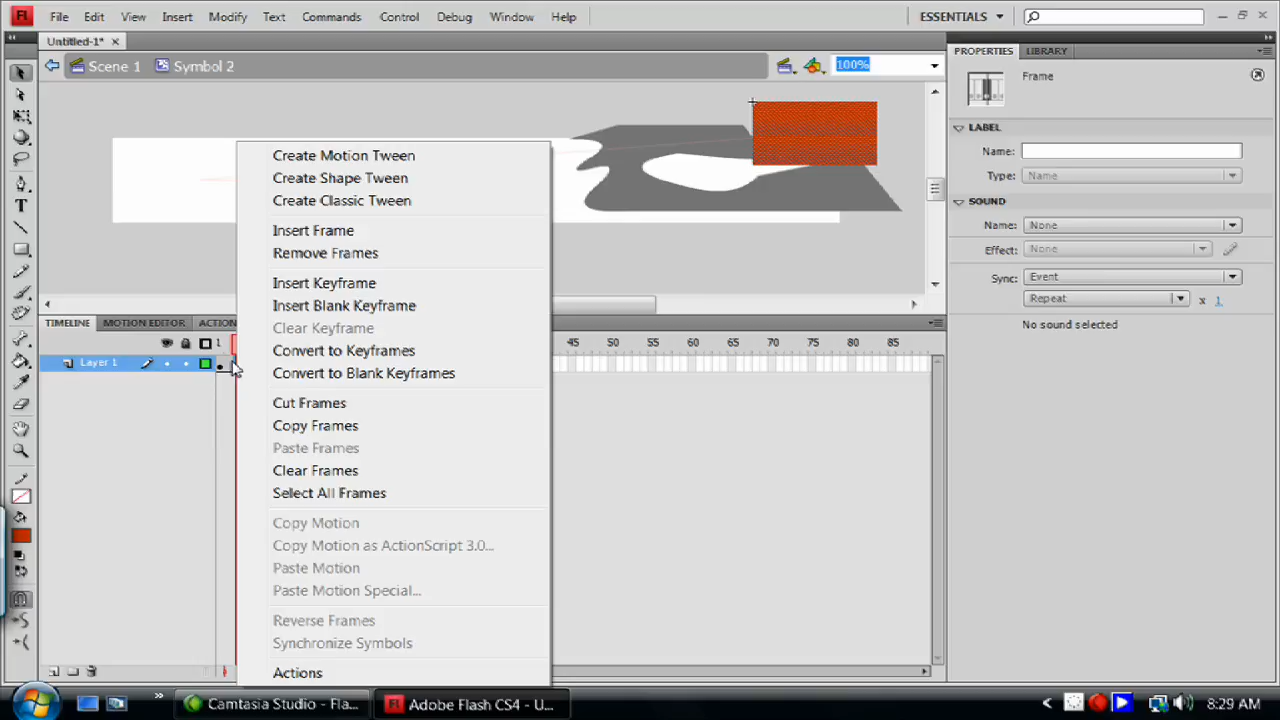 Fl File Edit View Insert Modify Text Commands Control Debug Window Help ESSENTIALS
Untitled-1*
Scene 1 Symbol 2 100%
PROPERTIES LIBRARY
Frame
LABEL
Name:
Type: Name
SOUND
Name: None
Effect: None
Sync: Event
Repeat x 1
No sound selected
Create Motion Tween
Create Shape Tween
Create Classic Tween
Insert Frame
Remove Frames
Insert Keyframe
Insert Blank Keyframe
Clear Keyframe
Convert to Keyframes
Convert to Blank Keyframes
Cut Frames
Copy Frames
Paste Frames
Clear Frames
Select All Frames
Copy Motion
Copy Motion as ActionScript 3.0...
Paste Motion
Paste Motion Special...
Reverse Frames
Synchronize Symbols
Actions
TIMELINE MOTION EDITOR ACTION
1 45 50 55 60 65 70 75 80 85
Layer 1
Camtasia Studio - Fla... Fl Adobe Flash CS4 - U... 8:29 AM